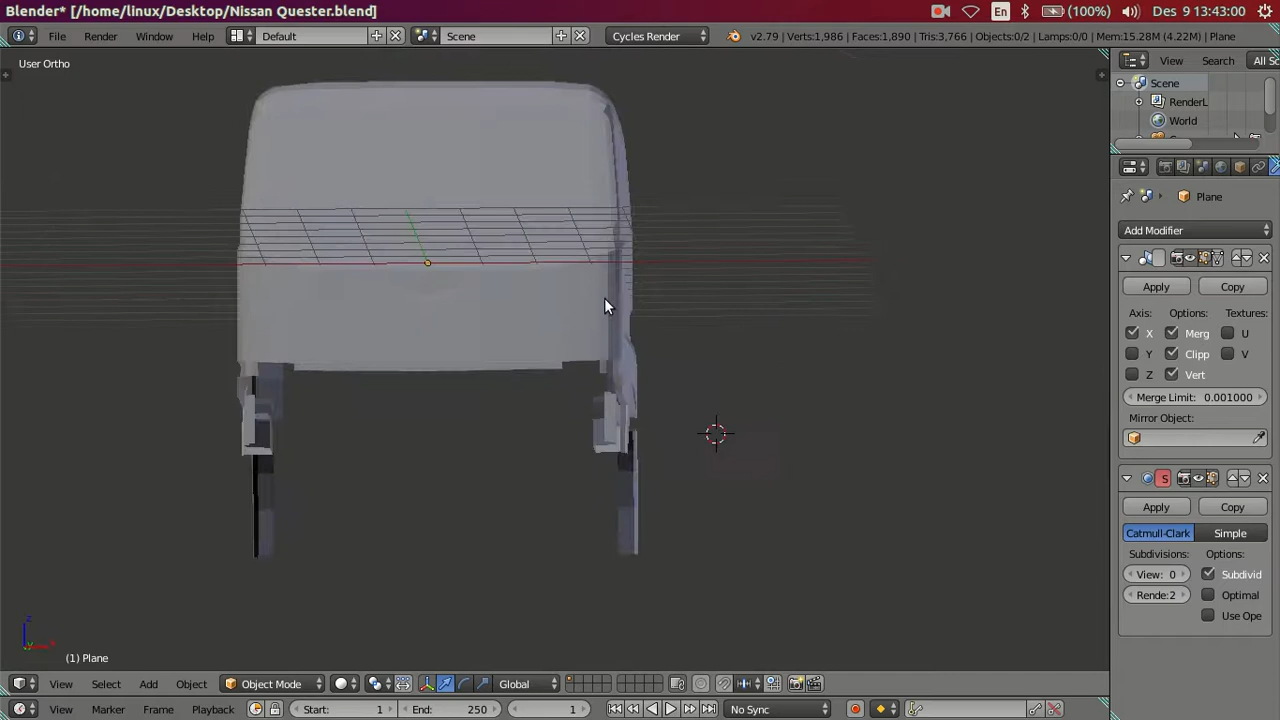 Blender* [/home/linux/Desktop/Nissan Quester.blend] En (100%) Des 9 13:43:00
File Render Window Help Default Scene Cycles Render v2.79 | Verts:1,986 | Faces:1,890 | Tris:3,766 | Objects:0/2 | Lamps:0/0 | Mem:15.28M (4.22M) | Plane
User Ortho
View Search All Sc
Scene
RenderL
World
Plane
Add Modifier
Apply Copy
Axis: Options: Textures:
X Merg U
Y Clipp V
Z Vert
Merge Limit: 0.001000
Mirror Object:
S
Apply Copy
Catmull-Clark Simple
Subdivisions: Options:
View: 0 Subdivid
Rende:2 Optimal
Use Ope
(1) Plane
View Select Add Object Object Mode Global
View Marker Frame Playback Start: 1 End: 250 1 No Sync